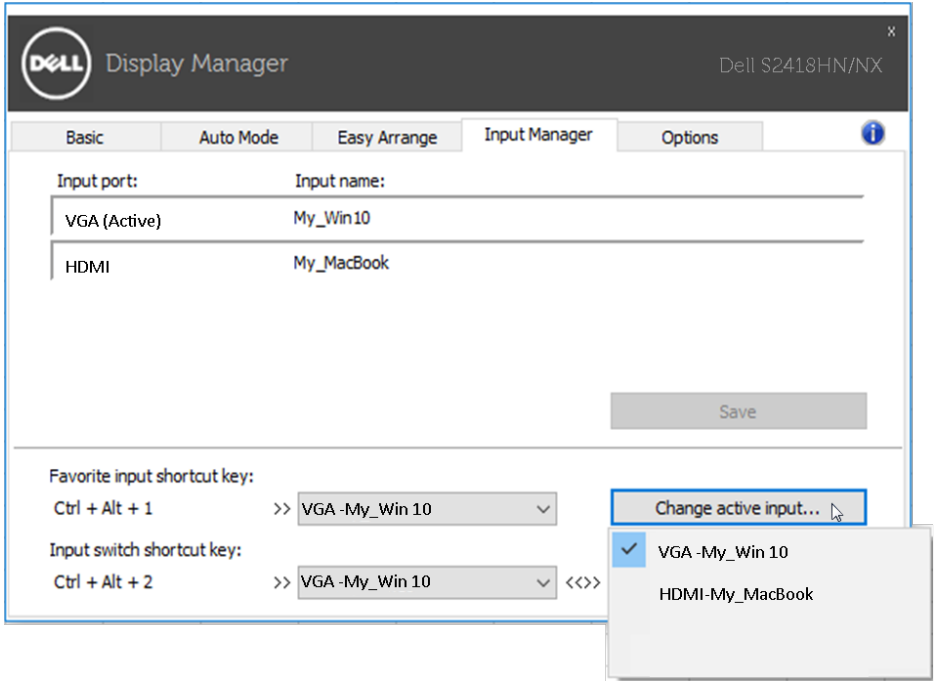 DELL Display Manager
x
Dell S2418HN/NX
Basic Auto Mode Easy Arrange Input Manager Options i
Input port: Input name:
VGA (Active) My_Win10
HDMI My_MacBook
Save
Favorite input shortcut key:
Ctrl + Alt + 1 >> VGA -My_Win 10 Change active input...
Input switch shortcut key:
VGA -My_Win 10
Ctrl + Alt + 2 >> VGA -My_Win 10 <<>>
HDMI-My_MacBook